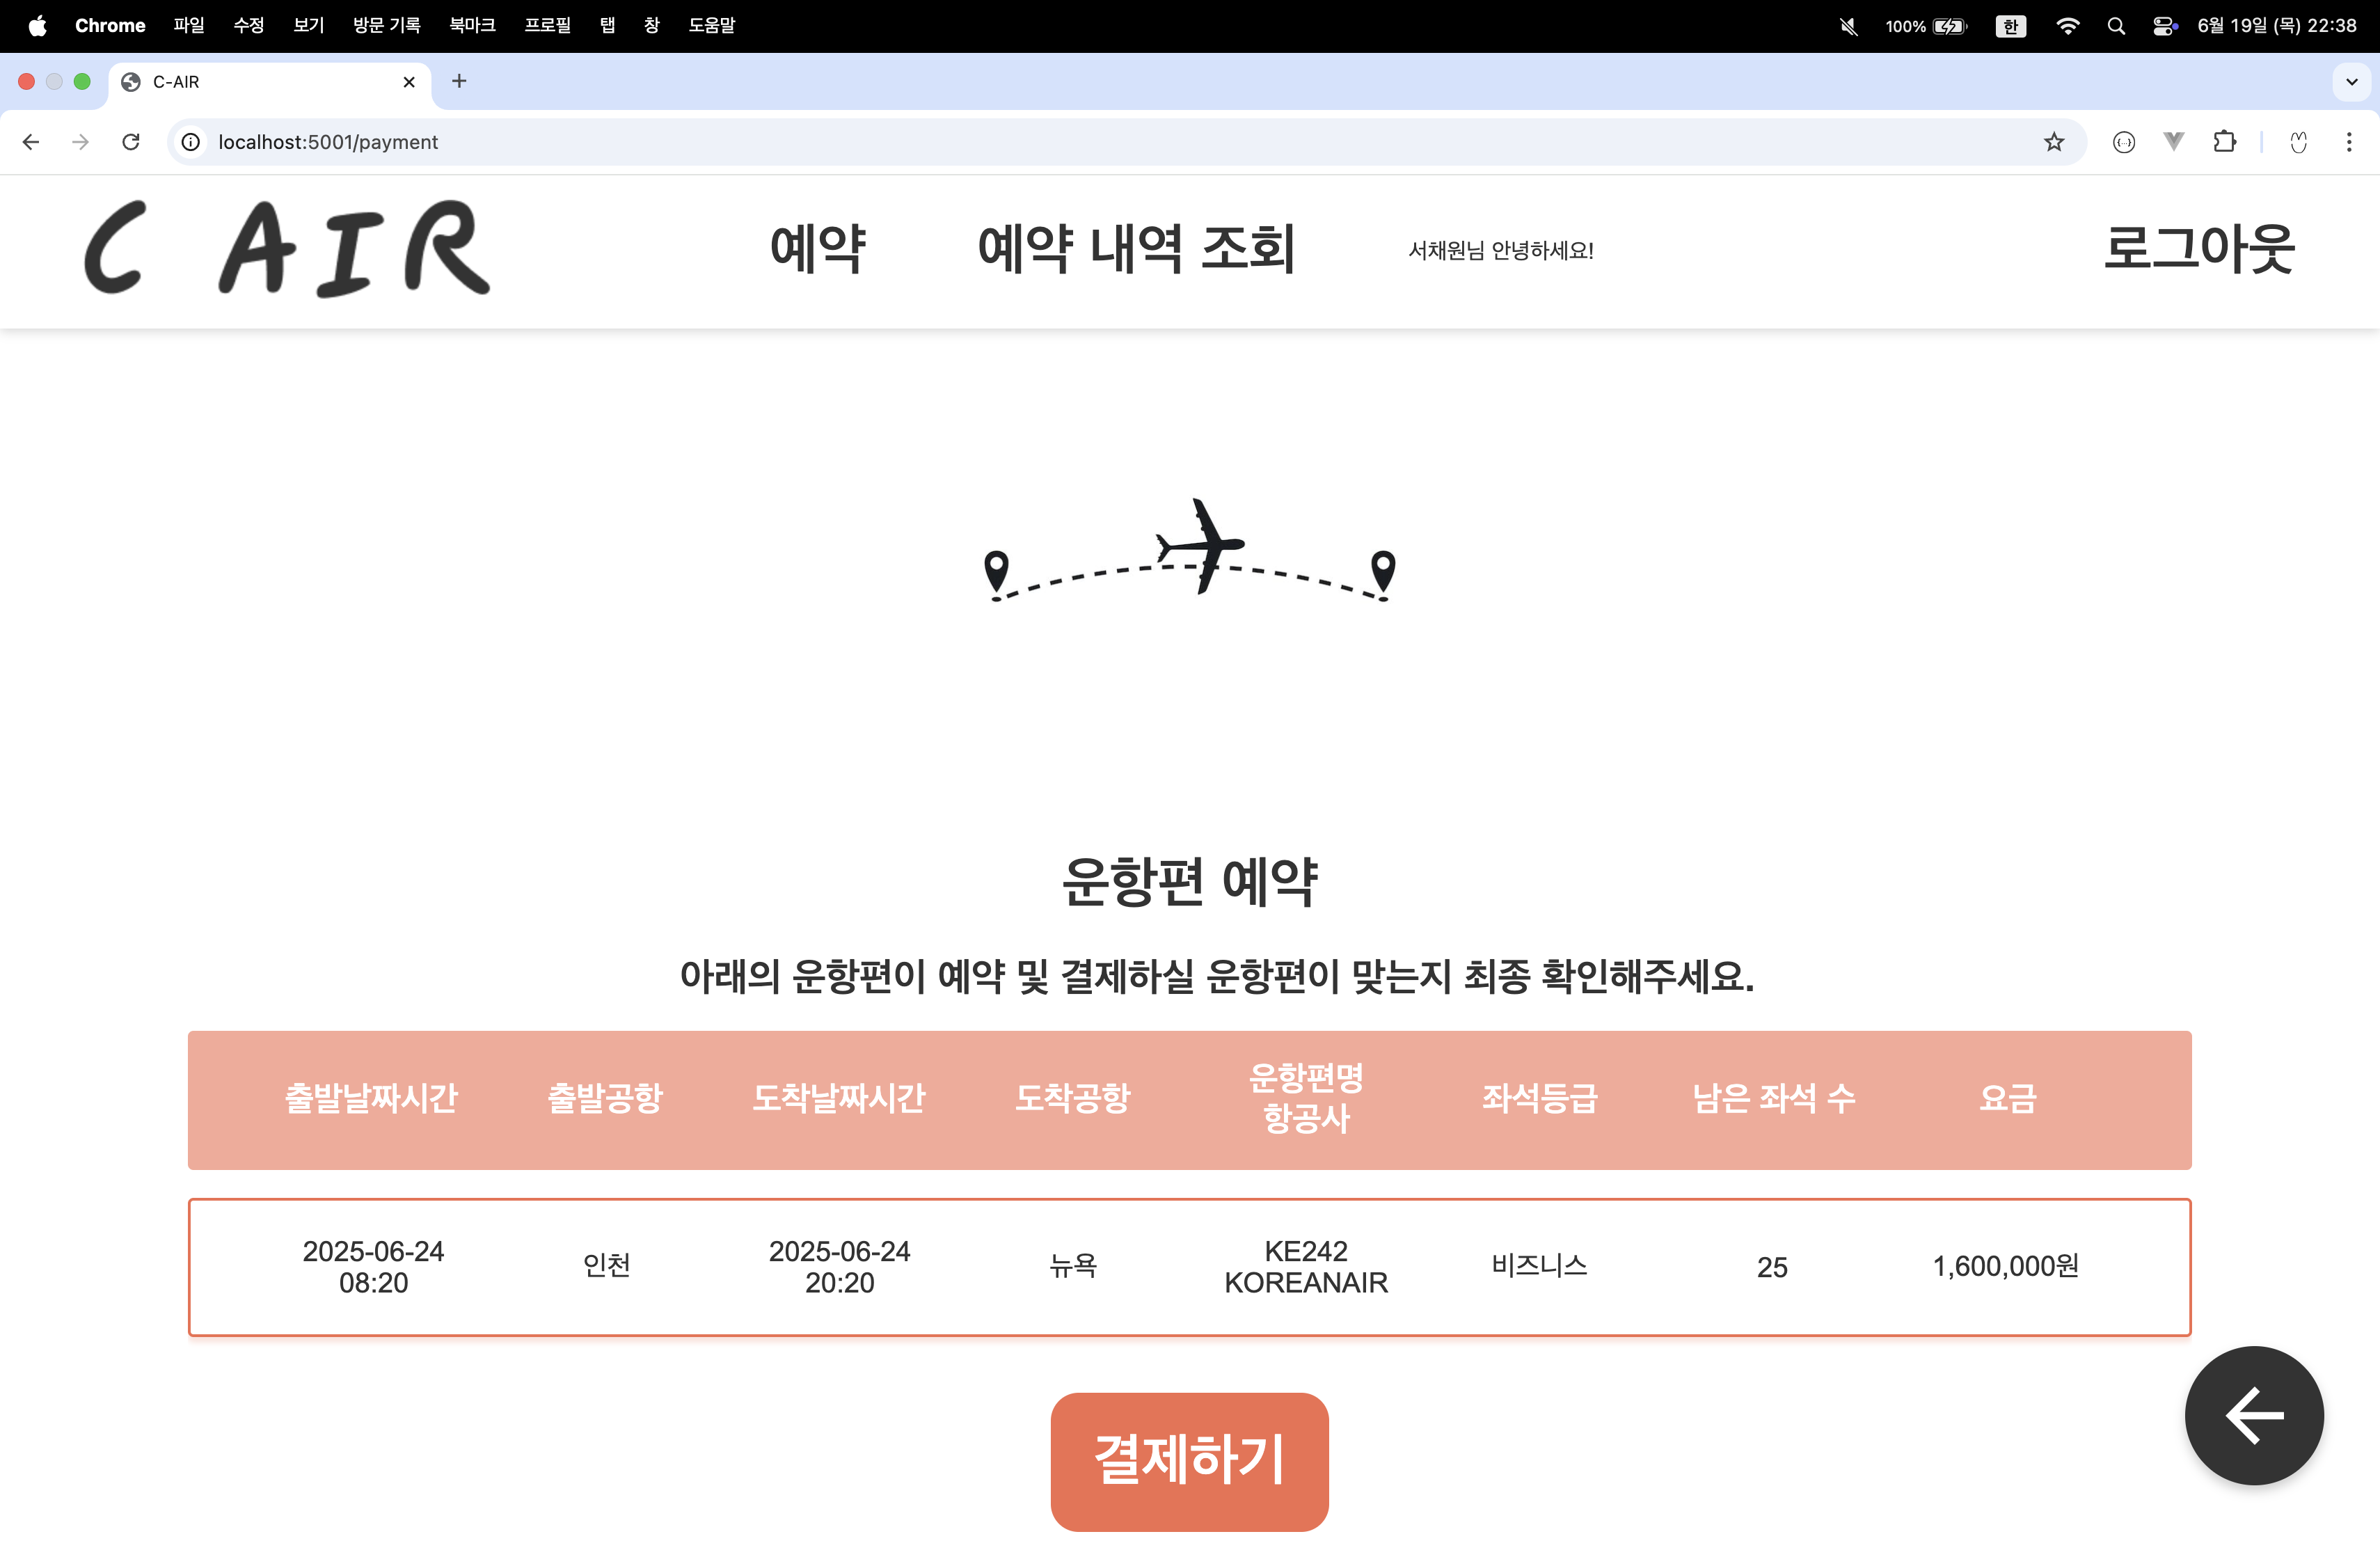 Chrome 파일 수정 보기 방문 기록 북마크 프로필 탭 창 도움말 100% 한 6월 19일 (목) 22:38
C-AIR
localhost:5001/payment
C AIR 예약 예약 내역 조회 서채원님 안녕하세요! 로그아웃
운항편 예약
아래의 운항편이 예약 및 결제하실 운항편이 맞는지 최종 확인해주세요.
출발날짜시간 출발공항 도착날짜시간 도착공항 운항편명 좌석등급 남은 좌석 수 요금
항공사
2025-06-24 인천 2025-06-24 뉴욕 KE242 비즈니스 25 1,600,000원
08:20 20:20 KOREANAIR
결제하기